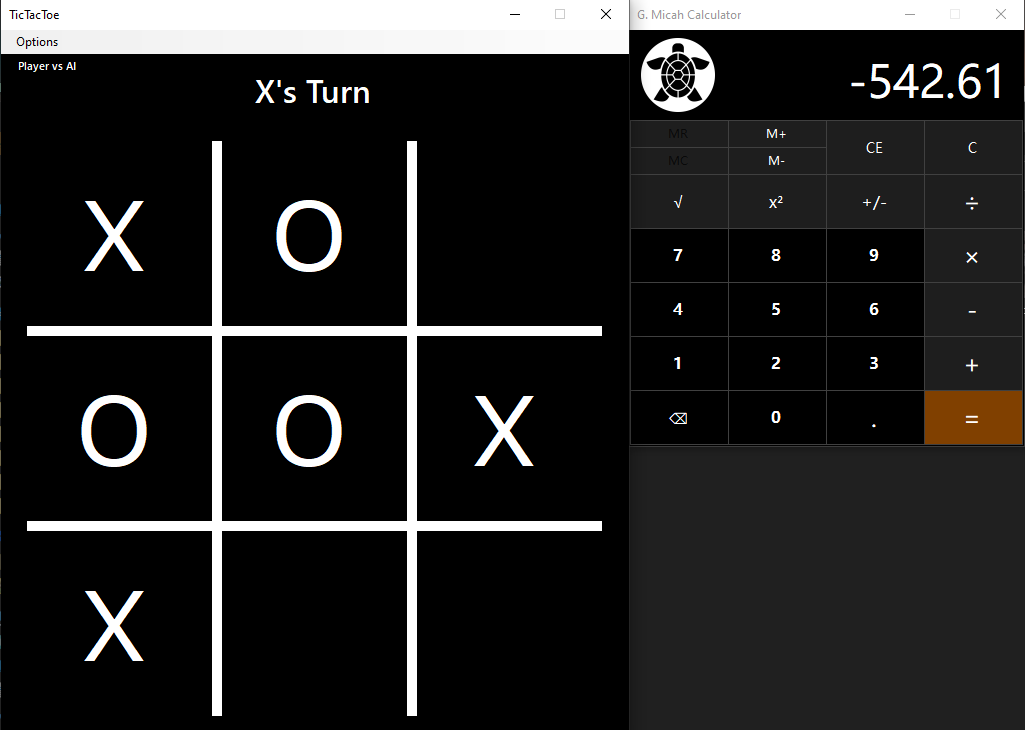 TicTacToe
Options
Player vs AI
X's Turn
X O
O O X
X
G. Micah Calculator
-542.61
MR M+ CE C
MC M-
√ x² +/- ÷
7 8 9 ×
4 5 6 -
1 2 3 +
⌫ 0 . =